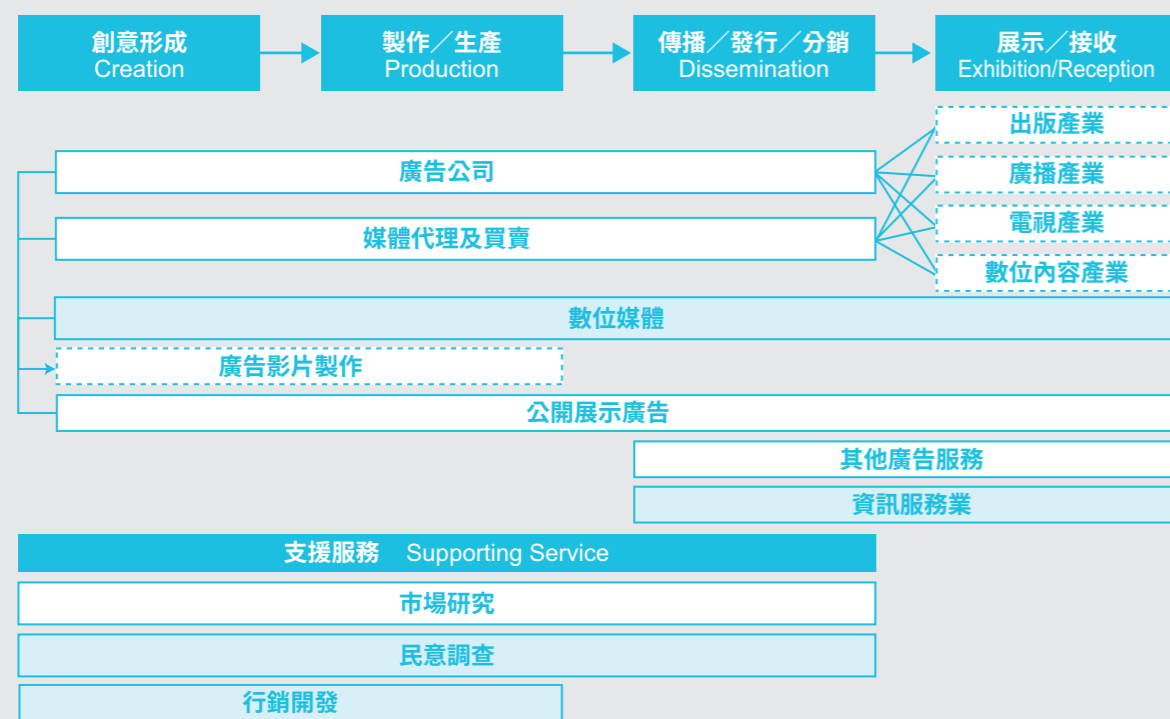 創意形成
Creation
製作／生產
Production
傳播／發行／分銷
Dissemination
展示／接收
Exhibition/Reception
出版產業
廣告公司
廣播產業
電視產業
媒體代理及買賣
數位內容產業
數位媒體
廣告影片製作
公開展示廣告
其他廣告服務
資訊服務業
支援服務 Supporting Service
市場研究
民意調查
行銷開發